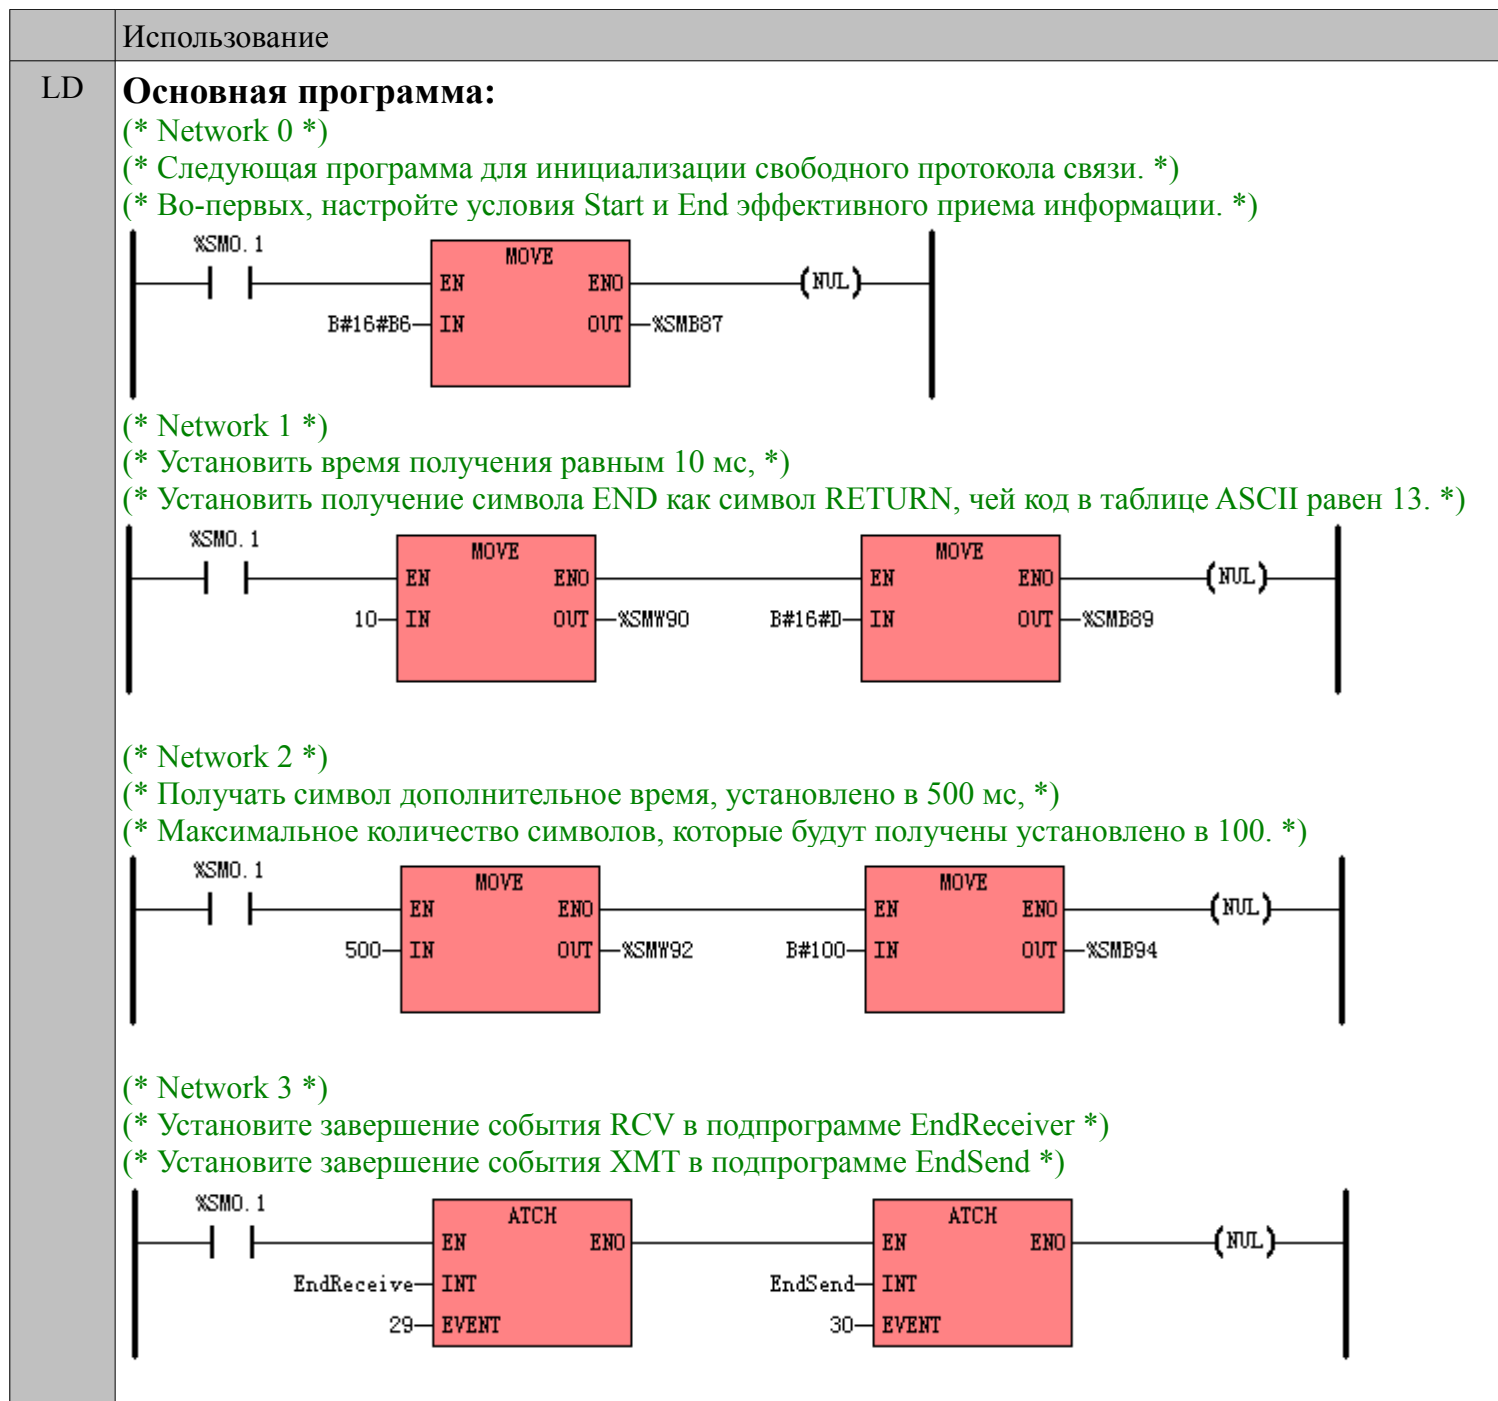 Использование
LD
Основная программа:
(* Network 0 *)
(* Следующая программа для инициализации свободного протокола связи. *)
(* Во-первых, настройте условия Start и End эффективного приема информации. *)
%SM0.1
MOVE
EN ENO
(NUL)
B#16#B6 IN OUT %SMB87
(* Network 1 *)
(* Установить время получения равным 10 мс, *)
(* Установить получение символа END как символ RETURN, чей код в таблице ASCII равен 13. *)
%SM0.1
MOVE MOVE
EN ENO EN ENO (NUL)
10 IN OUT %SMW90 B#16#D IN OUT %SMB89
(* Network 2 *)
(* Получать символ дополнительное время, установлено в 500 мс, *)
(* Максимальное количество символов, которые будут получены установлено в 100. *)
%SM0.1
MOVE MOVE
EN ENO EN ENO (NUL)
500 IN OUT %SMW92 B#100 IN OUT %SMB94
(* Network 3 *)
(* Установите завершение события RCV в подпрограмме EndReceiver *)
(* Установите завершение события XMT в подпрограмме EndSend *)
%SM0.1
ATCH ATCH
EN ENO EN ENO (NUL)
EndReceive INT EndSend INT
29 EVENT 30 EVENT